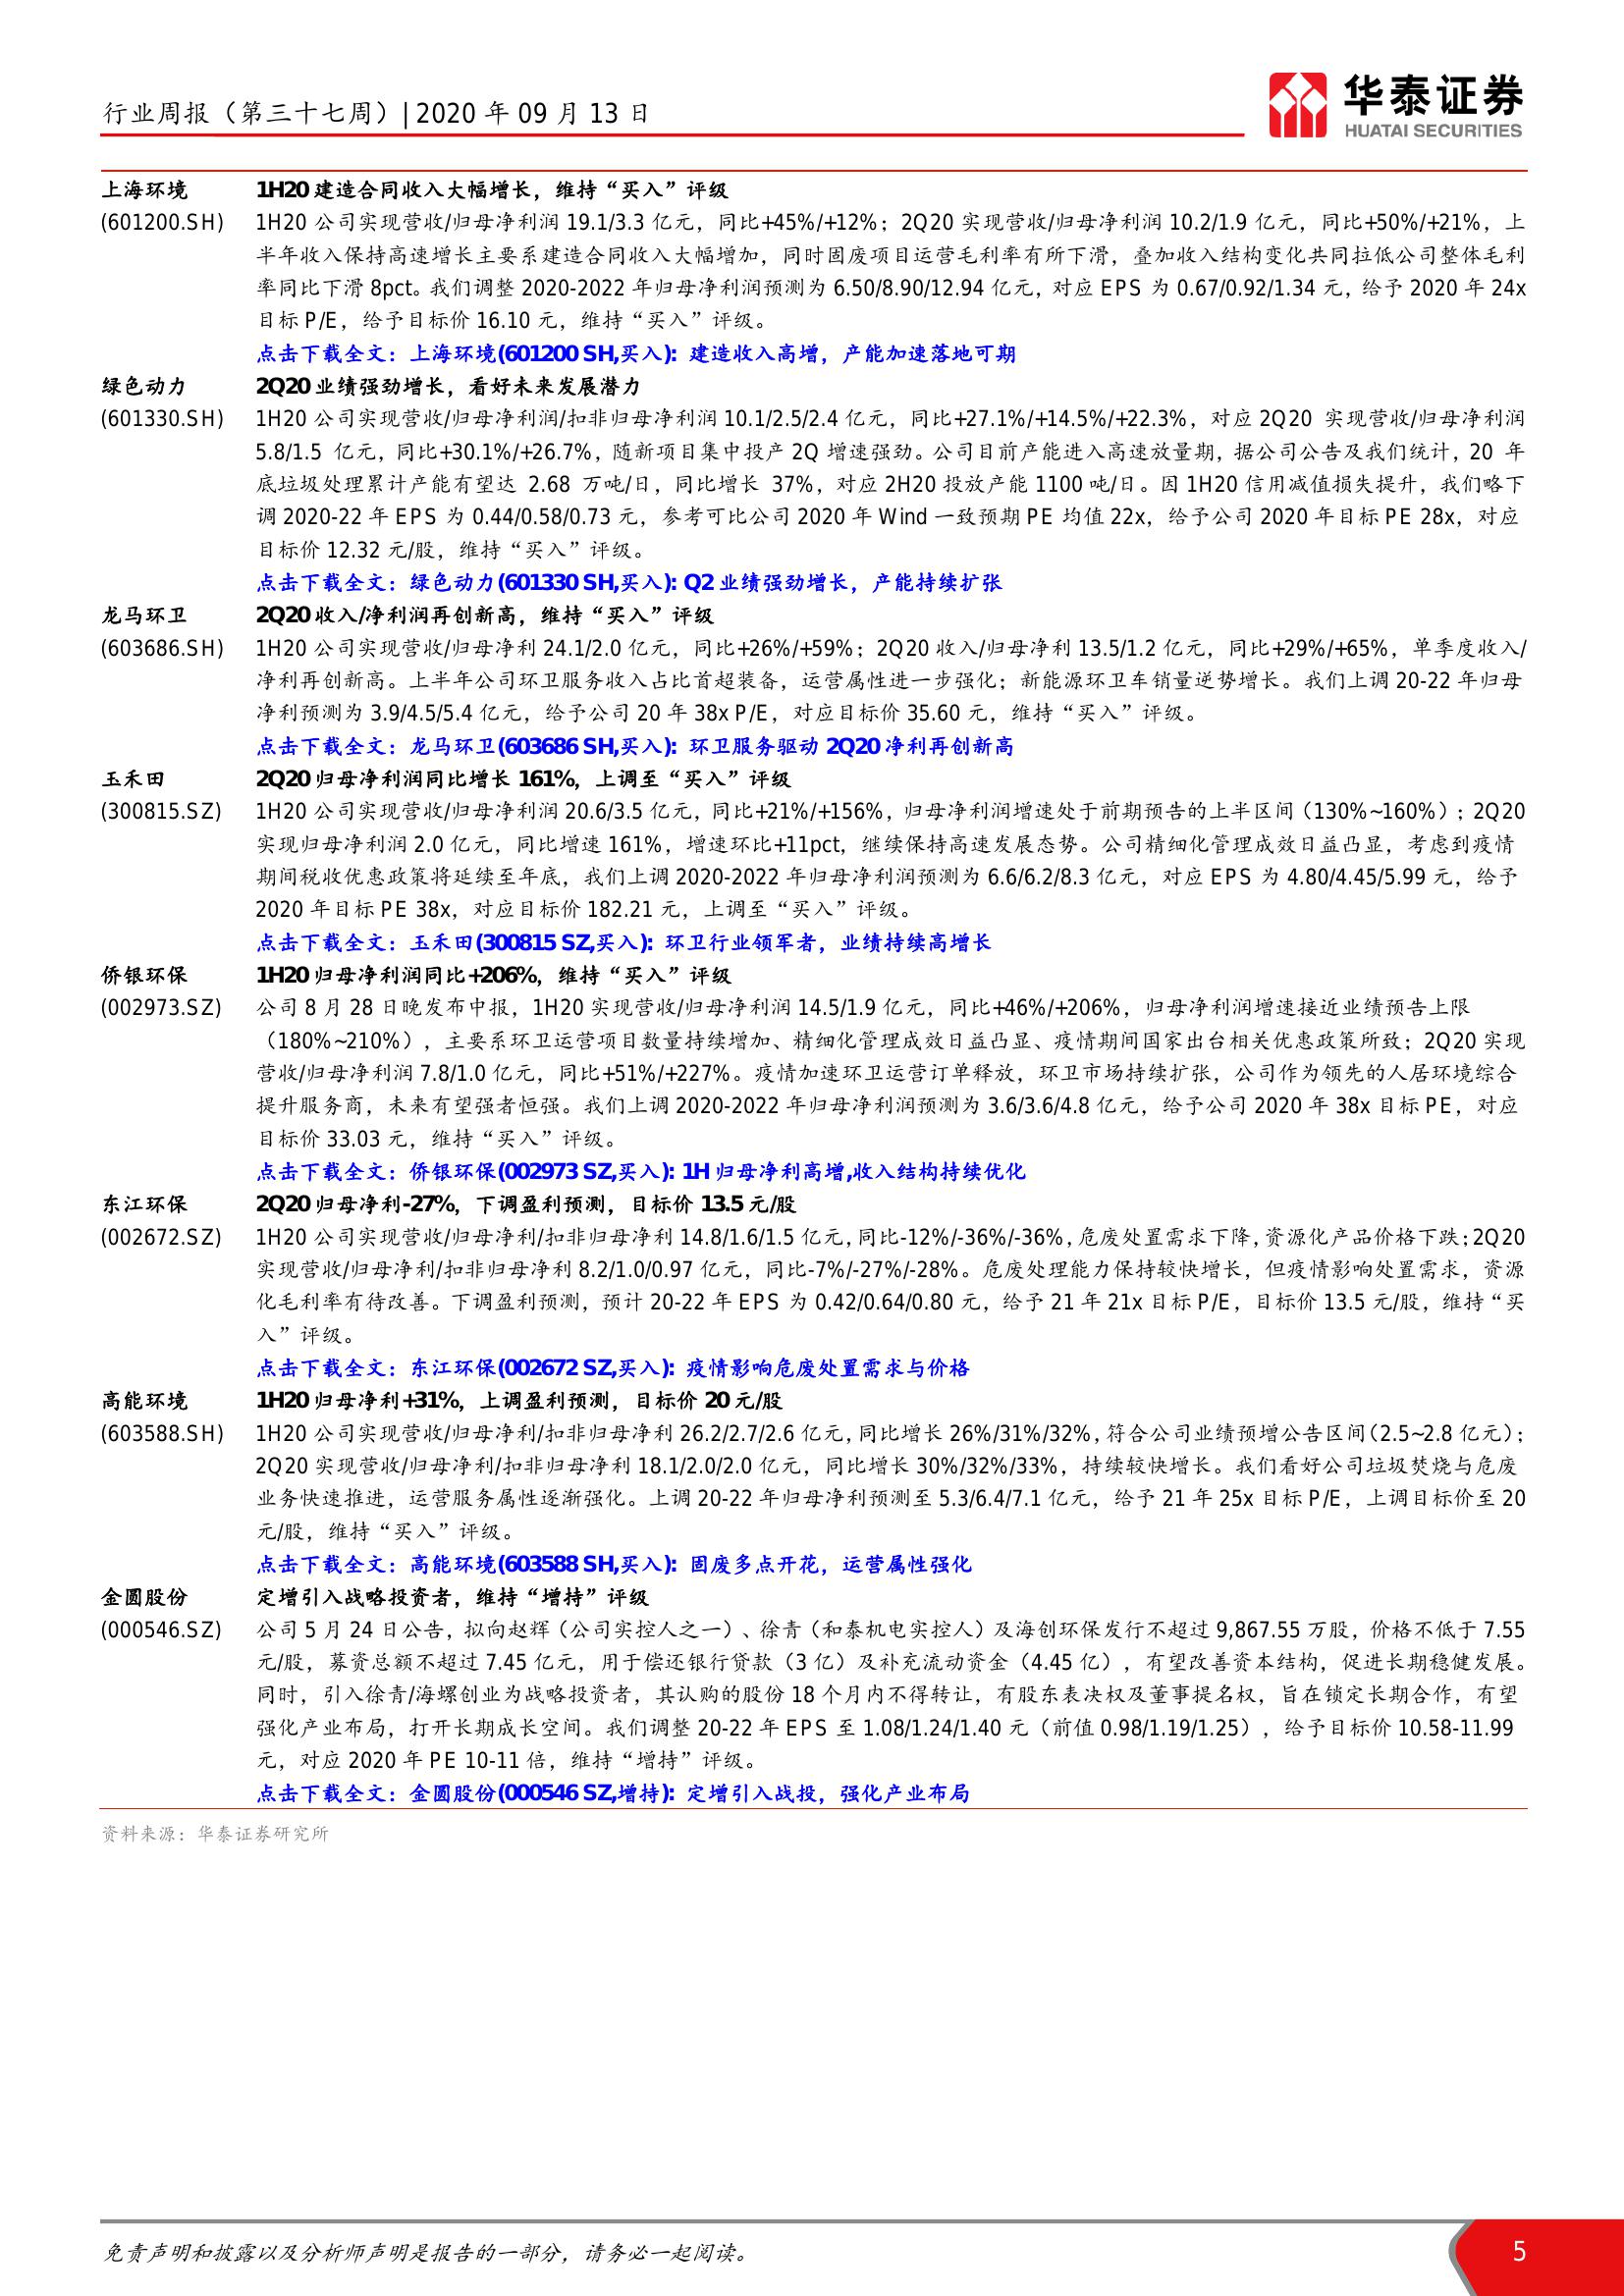 行业周报（第三十七周）| 2020 年 09 月 13 日
华泰证券
HUATAI SECURITIES
上海环境 1H20 建造合同收入大幅增长，维持“买入”评级
(601200.SH) 1H20 公司实现营收/归母净利润 19.1/3.3 亿元，同比+45%/+12%；2Q20 实现营收/归母净利润 10.2/1.9 亿元，同比+50%/+21%，上
半年收入保持高速增长主要系建造合同收入大幅增加，同时固废项目运营毛利率有所下滑，叠加收入结构变化共同拉低公司整体毛利
率同比下滑 8pct。我们调整 2020-2022 年归母净利润预测为 6.50/8.90/12.94 亿元，对应 EPS 为 0.67/0.92/1.34 元，给予 2020 年 24x
目标 P/E，给予目标价 16.10 元，维持“买入”评级。
点击下载全文：上海环境(601200 SH,买入): 建造收入高增，产能加速落地可期
绿色动力 2Q20 业绩强劲增长，看好未来发展潜力
(601330.SH) 1H20 公司实现营收/归母净利润/扣非归母净利润 10.1/2.5/2.4 亿元，同比+27.1%/+14.5%/+22.3%，对应 2Q20 实现营收/归母净利润
5.8/1.5 亿元，同比+30.1%/+26.7%，随新项目集中投产 2Q 增速强劲。公司目前产能进入高速放量期，据公司公告及我们统计，20 年
底垃圾处理累计产能有望达 2.68 万吨/日，同比增长 37%，对应 2H20 投放产能 1100 吨/日。因 1H20 信用减值损失提升，我们略下
调 2020-22 年 EPS 为 0.44/0.58/0.73 元，参考可比公司 2020 年 Wind 一致预期 PE 均值 22x，给予公司 2020 年目标 PE 28x，对应
目标价 12.32 元/股，维持“买入”评级。
点击下载全文：绿色动力(601330 SH,买入): Q2 业绩强劲增长，产能持续扩张
龙马环卫 2Q20 收入/净利润再创新高，维持“买入”评级
(603686.SH) 1H20 公司实现营收/归母净利 24.1/2.0 亿元，同比+26%/+59%；2Q20 收入/归母净利 13.5/1.2 亿元，同比+29%/+65%，单季度收入/
净利再创新高。上半年公司环卫服务收入占比首超装备，运营属性进一步强化；新能源环卫车销量逆势增长。我们上调 20-22 年归母
净利预测为 3.9/4.5/5.4 亿元，给予公司 20 年 38x P/E，对应目标价 35.60 元，维持“买入”评级。
点击下载全文：龙马环卫(603686 SH,买入): 环卫服务驱动 2Q20 净利再创新高
玉禾田 2Q20 归母净利润同比增长 161%，上调至“买入”评级
(300815.SZ) 1H20 公司实现营收/归母净利润 20.6/3.5 亿元，同比+21%/+156%，归母净利润增速处于前期预告的上半区间（130%~160%）；2Q20
实现归母净利润 2.0 亿元，同比增速 161%，增速环比+11pct，继续保持高速发展态势。公司精细化管理成效日益凸显，考虑到疫情
期间税收优惠政策将延续至年底，我们上调 2020-2022 年归母净利润预测为 6.6/6.2/8.3 亿元，对应 EPS 为 4.80/4.45/5.99 元，给予
2020 年目标 PE 38x，对应目标价 182.21 元，上调至“买入”评级。
点击下载全文：玉禾田(300815 SZ,买入): 环卫行业领军者，业绩持续高增长
侨银环保 1H20 归母净利润同比+206%，维持“买入”评级
(002973.SZ) 公司 8 月 28 日晚发布中报，1H20 实现营收/归母净利润 14.5/1.9 亿元，同比+46%/+206%，归母净利润增速接近业绩预告上限
（180%~210%），主要系环卫运营项目数量持续增加、精细化管理成效日益凸显、疫情期间国家出台相关优惠政策所致；2Q20 实现
营收/归母净利润 7.8/1.0 亿元，同比+51%/+227%。疫情加速环卫运营订单释放，环卫市场持续扩张，公司作为领先的人居环境综合
提升服务商，未来有望强者恒强。我们上调 2020-2022 年归母净利润预测为 3.6/3.6/4.8 亿元，给予公司 2020 年 38x 目标 PE，对应
目标价 33.03 元，维持“买入”评级。
点击下载全文：侨银环保(002973 SZ,买入): 1H 归母净利高增,收入结构持续优化
东江环保 2Q20 归母净利-27%，下调盈利预测，目标价 13.5 元/股
(002672.SZ) 1H20 公司实现营收/归母净利/扣非归母净利 14.8/1.6/1.5 亿元，同比-12%/-36%/-36%，危废处置需求下降，资源化产品价格下跌；2Q20
实现营收/归母净利/扣非归母净利 8.2/1.0/0.97 亿元，同比-7%/-27%/-28%。危废处理能力保持较快增长，但疫情影响处置需求，资源
化毛利率有待改善。下调盈利预测，预计 20-22 年 EPS 为 0.42/0.64/0.80 元，给予 21 年 21x 目标 P/E，目标价 13.5 元/股，维持“买
入”评级。
点击下载全文：东江环保(002672 SZ,买入): 疫情影响危废处置需求与价格
高能环境 1H20 归母净利+31%，上调盈利预测，目标价 20 元/股
(603588.SH) 1H20 公司实现营收/归母净利/扣非归母净利 26.2/2.7/2.6 亿元，同比增长 26%/31%/32%，符合公司业绩预增公告区间（2.5~2.8 亿元）；
2Q20 实现营收/归母净利/扣非归母净利 18.1/2.0/2.0 亿元，同比增长 30%/32%/33%，持续较快增长。我们看好公司垃圾焚烧与危废
业务快速推进，运营服务属性逐渐强化。上调 20-22 年归母净利预测至 5.3/6.4/7.1 亿元，给予 21 年 25x 目标 P/E，上调目标价至 20
元/股，维持“买入”评级。
点击下载全文：高能环境(603588 SH,买入): 固废多点开花，运营属性强化
金圆股份 定增引入战略投资者，维持“增持”评级
(000546.SZ) 公司 5 月 24 日公告，拟向赵辉（公司实控人之一）、徐青（和泰机电实控人）及海创环保发行不超过 9,867.55 万股，价格不低于 7.55
元/股，募资总额不超过 7.45 亿元，用于偿还银行贷款（3 亿）及补充流动资金（4.45 亿），有望改善资本结构，促进长期稳健发展。
同时，引入徐青/海螺创业为战略投资者，其认购的股份 18 个月内不得转让，有股东表决权及董事提名权，旨在锁定长期合作，有望
强化产业布局，打开长期成长空间。我们调整 20-22 年 EPS 至 1.08/1.24/1.40 元（前值 0.98/1.19/1.25），给予目标价 10.58-11.99
元，对应 2020 年 PE 10-11 倍，维持“增持”评级。
点击下载全文：金圆股份(000546 SZ,增持): 定增引入战投，强化产业布局
资料来源：华泰证券研究所
免责声明和披露以及分析师声明是报告的一部分，请务必一起阅读。
5